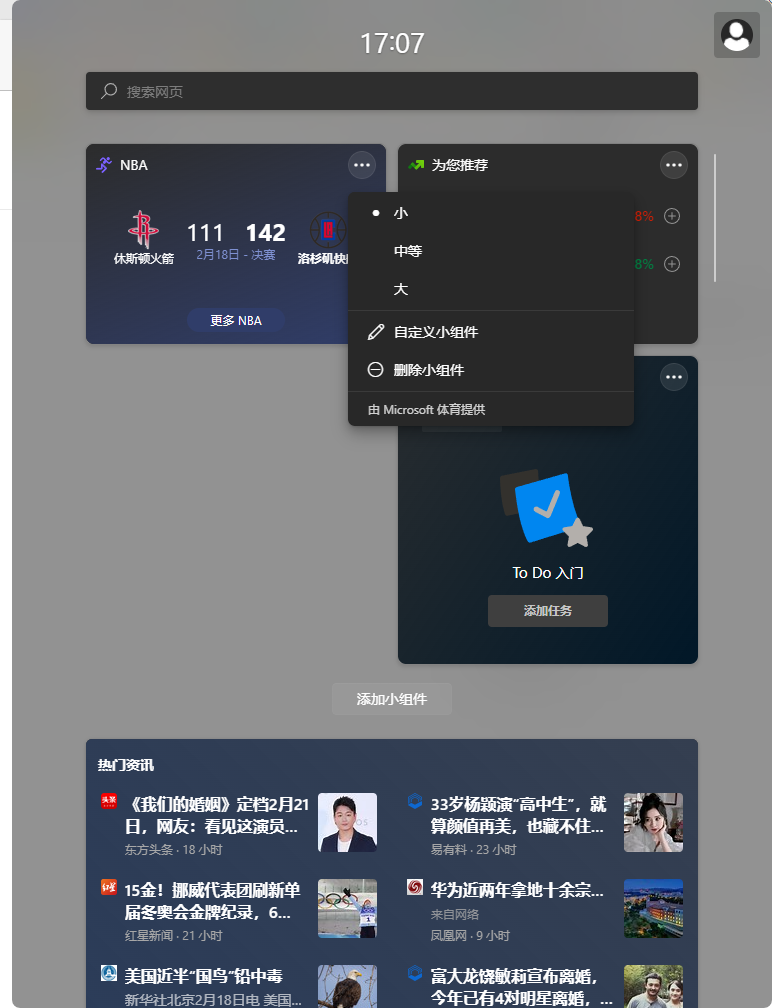 17:07
搜索网页
NBA
为您推荐
111 142
2月18日 - 决赛
休斯顿火箭
洛杉矶快
8%
8%
更多 NBA
小
中等
大
自定义小组件
删除小组件
由 Microsoft 体育提供
To Do 入门
添加任务
添加小组件
热门资讯
头条
《我们的婚姻》定档2月21
日，网友：看见这演员...
东方头条 · 18 小时
33岁杨颖演“高中生”，就
算颜值再美，也藏不住...
易有料 · 23 小时
红星
15金！挪威代表团刷新单
届冬奥会金牌纪录，6...
红星新闻 · 21 小时
华为近两年拿地十余宗...
来自网络
凤凰网 · 9 小时
美国近半“国鸟”铅中毒
新华社北京2月18日电 美国...
富大龙饶敏莉宣布离婚，
今年已有4对明星离婚，...